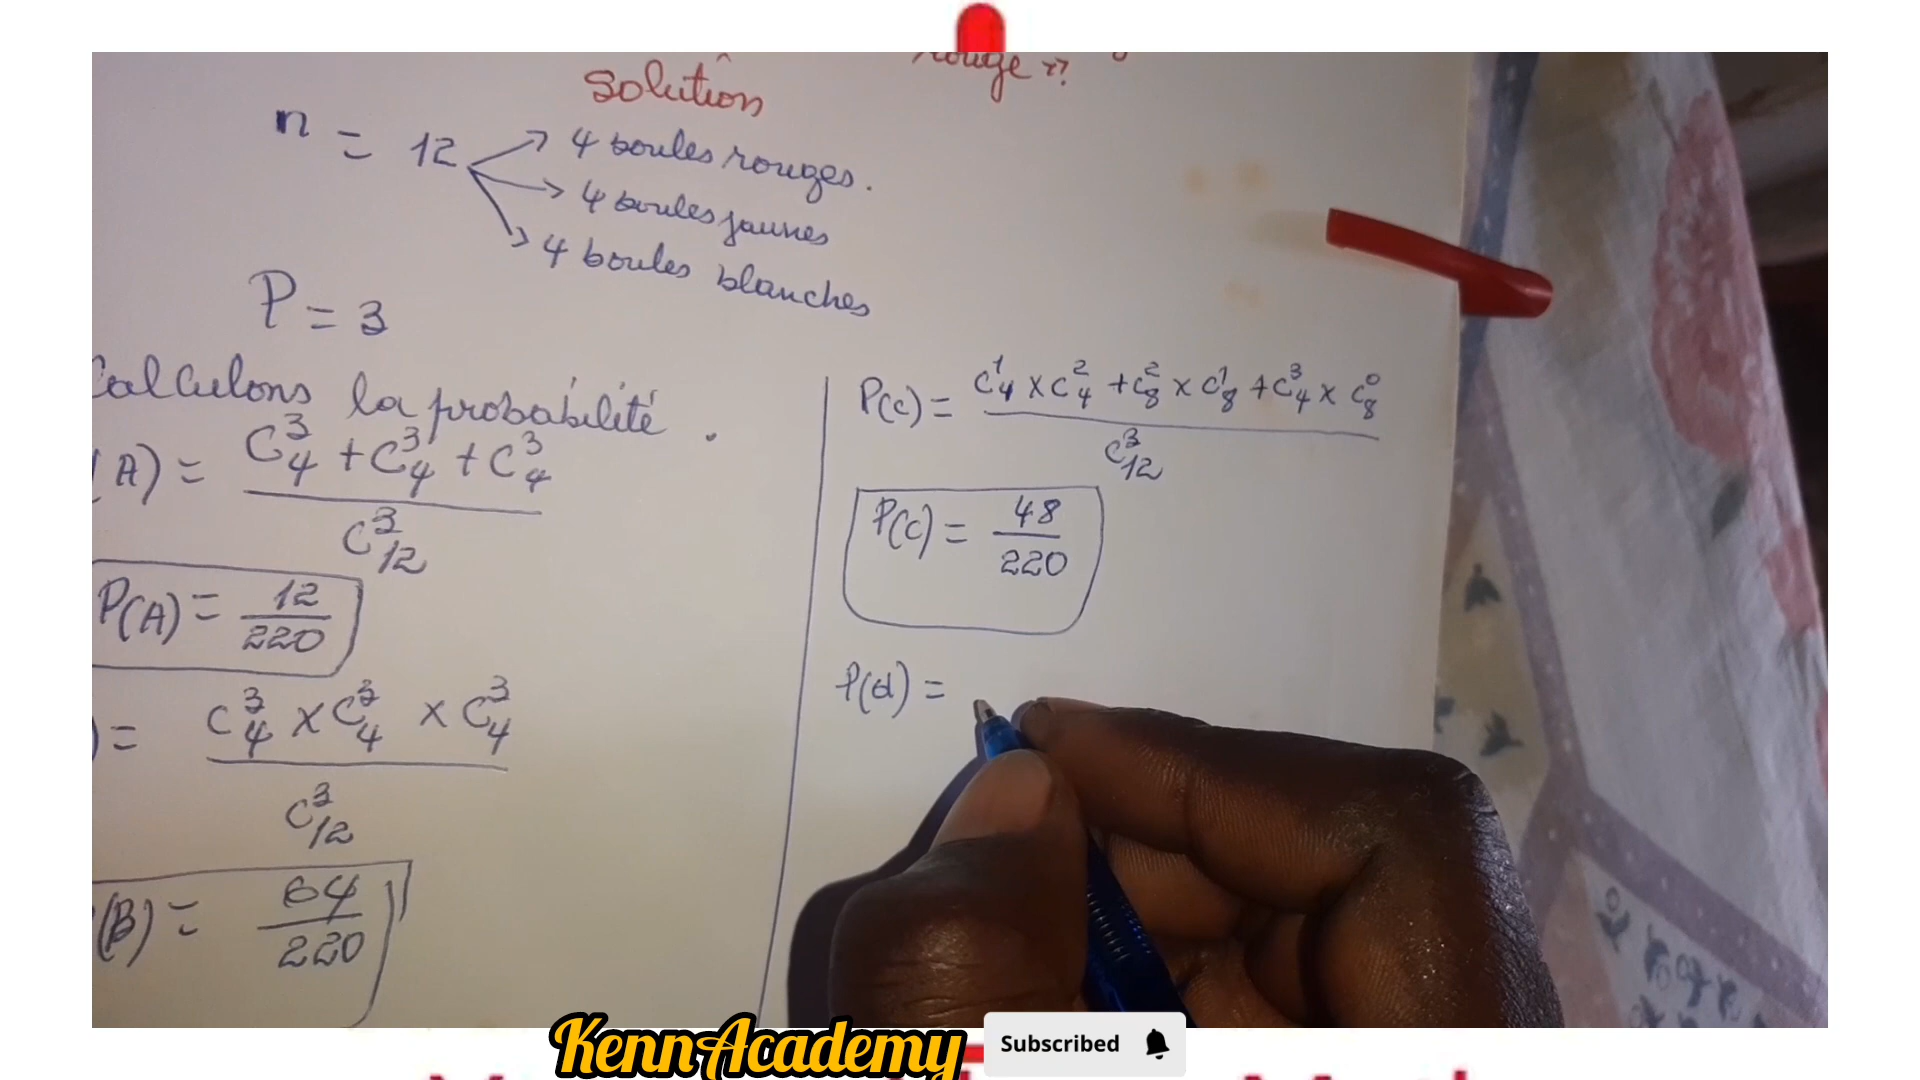 rouge ??
solution
n = 12 → 4 boules rouges.
→ 4 boules jaunes
→ 4 boules blanches
P = 3
Calculons la probabilité.
(A) = C³₄ + C³₄ + C³₄
C³₁₂
P(A) = 12
220
) = C³₄ × C³₄ × C³₄
C³₁₂
(B) = 64
220
P(c) = C¹₄ × C²₄ + C²₈ × C¹₈ + C³₄ × C⁰₈
C³₁₂
P(c) = 48
220
P(d) =
KennAcademy
Subscribed